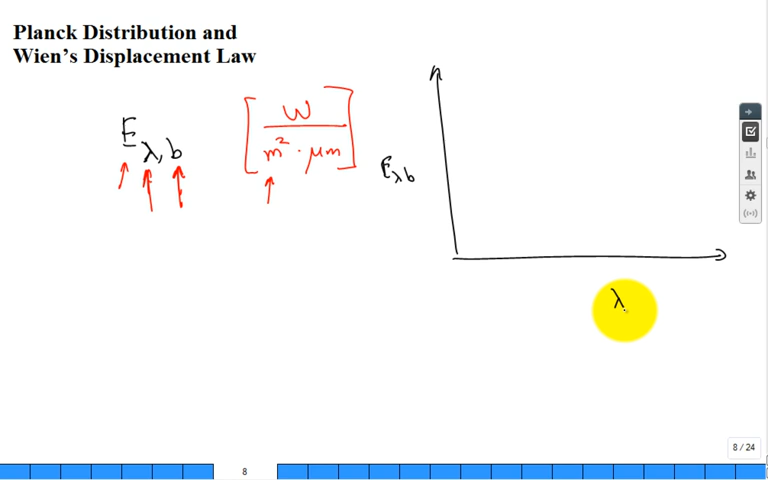 Planck Distribution and
Wien's Displacement Law
E λ, b [W / m² · μm]
E λb
λ
8 / 24
8